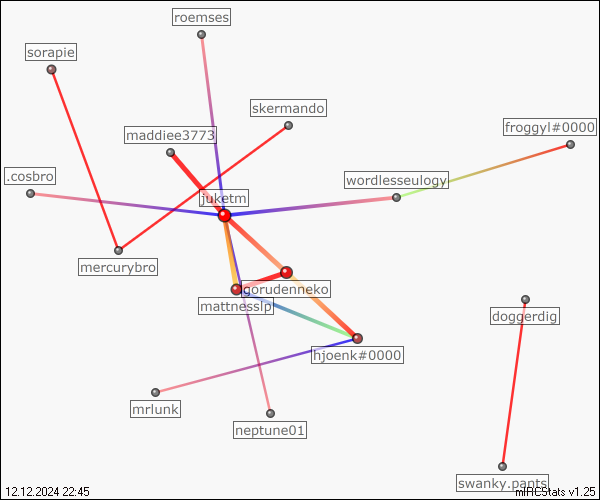 roemses
sorapie
skermando
froggyl#0000
maddiee3773
.cosbro
wordlesseulogy
juketm
mercurybro
gorudenneko
mattnesslp
doggerdig
hjoenk#0000
mrlunk
neptune01
swanky.pants
12.12.2024 22:45
mIRCStats v1.25